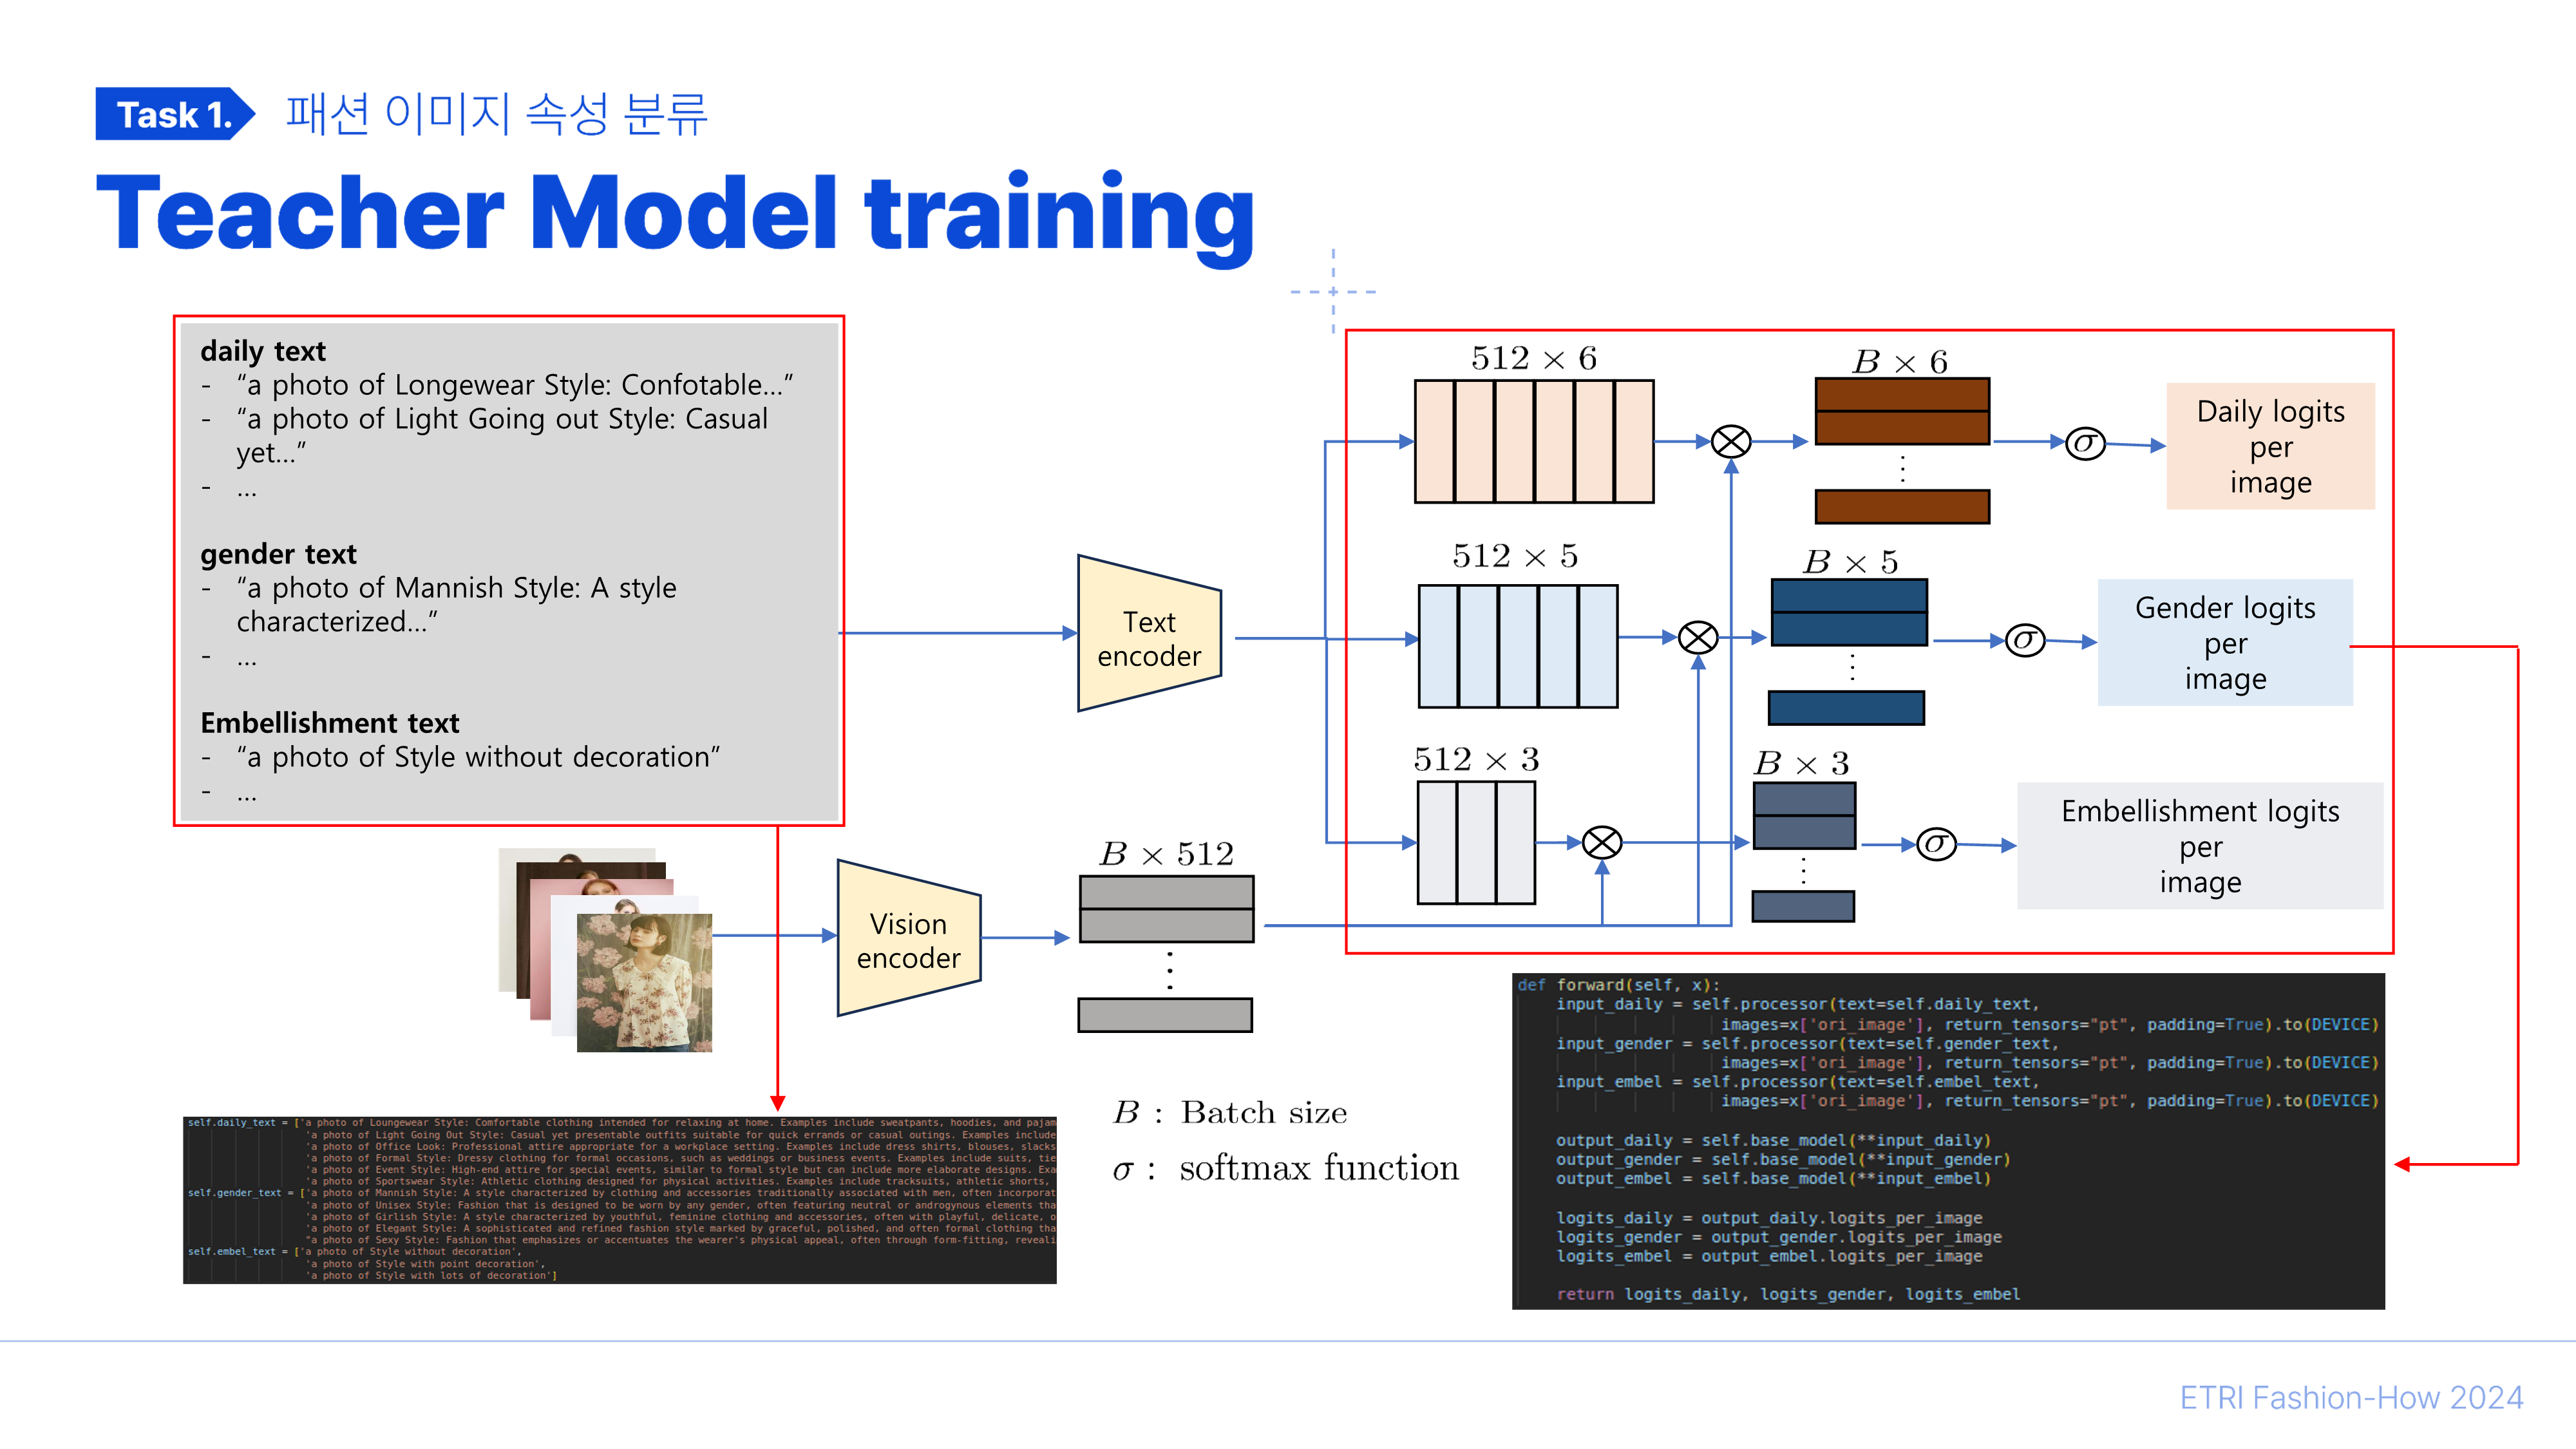 Task 1.
패션 이미지 속성 분류
Teacher Model training
daily text
- “a photo of Longewear Style: Confotable...”
- “a photo of Light Going out Style: Casual
yet...”
- ...
gender text
- “a photo of Mannish Style: A style
characterized...”
- ...
Embellishment text
- “a photo of Style without decoration”
- ...
Text
encoder
Vision
encoder
B × 512
512 × 6
B × 6
σ
Daily logits
per
image
512 × 5
B × 5
σ
Gender logits
per
image
512 × 3
B × 3
σ
Embellishment logits
per
image
B : Batch size
σ : softmax function
self.daily_text = ['a photo of Loungewear Style: Comfortable clothing intended for relaxing at home. Examples include sweatpants, hoodies, and pajam
'a photo of Light Going Out Style: Casual yet presentable outfits suitable for quick errands or casual outings. Examples include
'a photo of Office Look: Professional attire appropriate for a workplace setting. Examples include dress shirts, blouses, slacks
'a photo of Formal Style: Dressy clothing for formal occasions, such as weddings or business events. Examples include suits, tie
'a photo of Event Style: High-end attire for special events, similar to formal style but can include more elaborate designs. Exa
'a photo of Sportswear Style: Athletic clothing designed for physical activities. Examples include tracksuits, athletic shorts,
self.gender_text = ['a photo of Mannish Style: A style characterized by clothing and accessories traditionally associated with men, often incorporat
'a photo of Unisex Style: Fashion that is designed to be worn by any gender, often featuring neutral or androgynous elements tha
'a photo of Girlish Style: A style characterized by youthful, feminine clothing and accessories, often with playful, delicate, o
'a photo of Elegant Style: A sophisticated and refined fashion style marked by graceful, polished, and often formal clothing tha
"a photo of Sexy Style: Fashion that emphasizes or accentuates the wearer's physical appeal, often through form-fitting, reveali
self.embel_text = ['a photo of Style without decoration',
'a photo of Style with point decoration',
'a photo of Style with lots of decoration']
def forward(self, x):
input_daily = self.processor(text=self.daily_text,
images=x['ori_image'], return_tensors="pt", padding=True).to(DEVICE)
input_gender = self.processor(text=self.gender_text,
images=x['ori_image'], return_tensors="pt", padding=True).to(DEVICE)
input_embel = self.processor(text=self.embel_text,
images=x['ori_image'], return_tensors="pt", padding=True).to(DEVICE)
output_daily = self.base_model(**input_daily)
output_gender = self.base_model(**input_gender)
output_embel = self.base_model(**input_embel)
logits_daily = output_daily.logits_per_image
logits_gender = output_gender.logits_per_image
logits_embel = output_embel.logits_per_image
return logits_daily, logits_gender, logits_embel
ETRI Fashion-How 2024